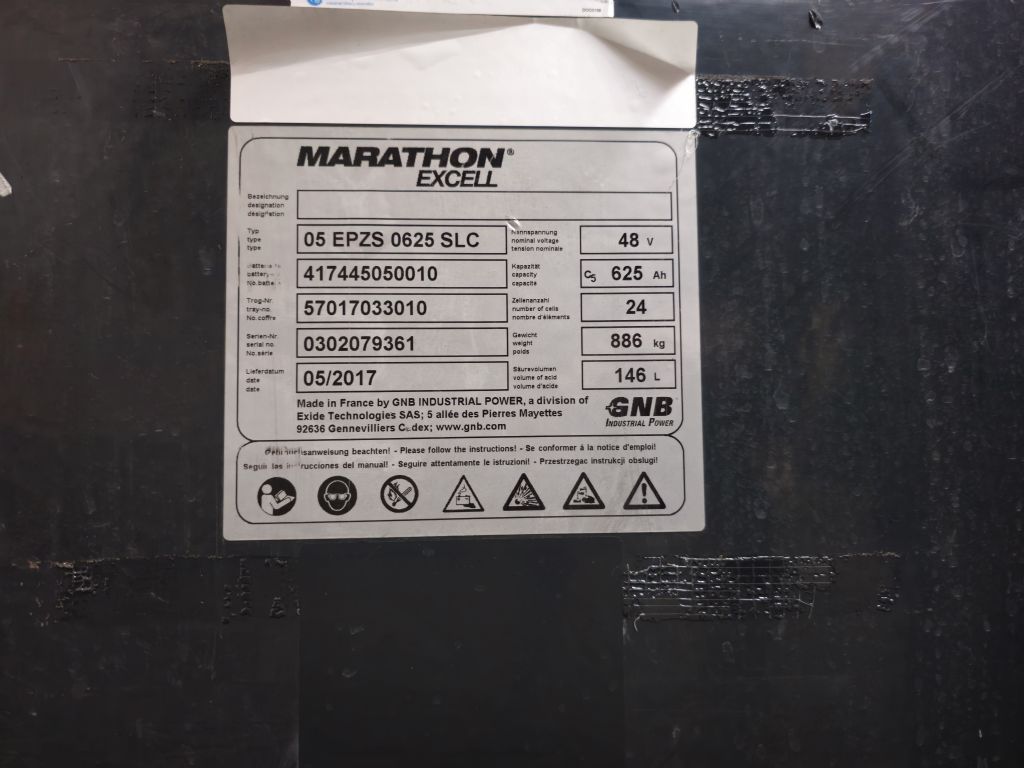 MARATHON®
EXCELL
Bezeichnung
designation
désignation
Typ
type
type
05 EPZS 0625 SLC
Nennspannung
nominal voltage
tension nominale
48 V
No.batterie
417445050010
Kapazität
capacity
capacité
C5 625 Ah
Trog-Nr.
tray-no.
No.coffre
57017033010
Zellenanzahl
number of cells
nombre d'éléments
24
Serien-Nr.
serial no.
No.série
0302079361
Gewicht
weight
poids
886 kg
Lieferdatum
date
date
05/2017
Säurevolumen
volume of acid
volume d'acide
146 L
Made in France by GNB INDUSTRIAL POWER, a division of
Exide Technologies SAS; 5 allée des Pierres Mayettes
92636 Gennevilliers Cedex; www.gnb.com
GNB
INDUSTRIAL POWER
Gebrauchsanweisung beachten! - Please follow the instructions! - Se conformer à la notice d'emploi!
Seguir las instrucciones del manual! - Seguire attentamente le istruzioni! - Przestrzegac instrukcji obslugi!